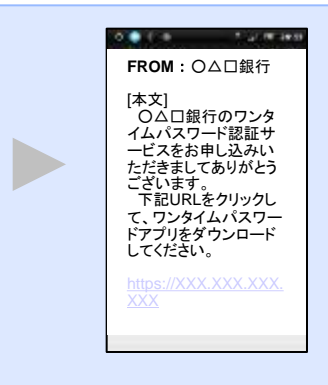 FROM：〇△口銀行
[本文]
〇△口銀行のワンタ
イムパスワード認証サ
ービスをお申し込みい
ただきましてありがとう
ございます。
下記URLをクリックし
て、ワンタイムパスワー
ドアプリをダウンロード
してください。
https://XXX.XXX.XXX.
XXX